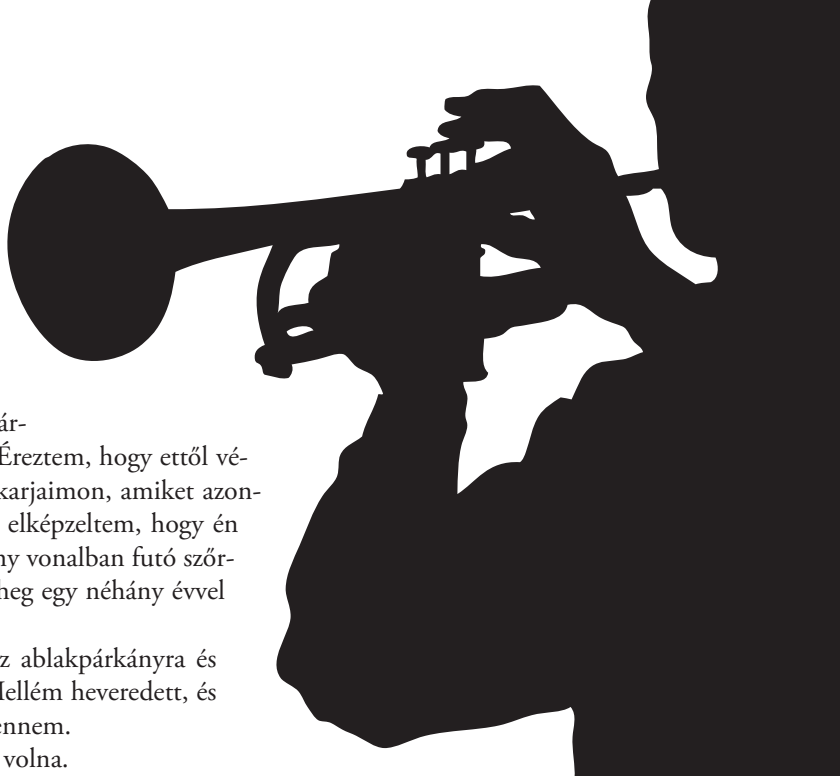 ár-
Éreztem, hogy ettől vé-
karjaimon, amiket azon-
elképzeltem, hogy én
ny vonalban futó szőr-
heg egy néhány évvel
z ablakpárkányra és
Mellém heveredett, és
ennem.
volna.